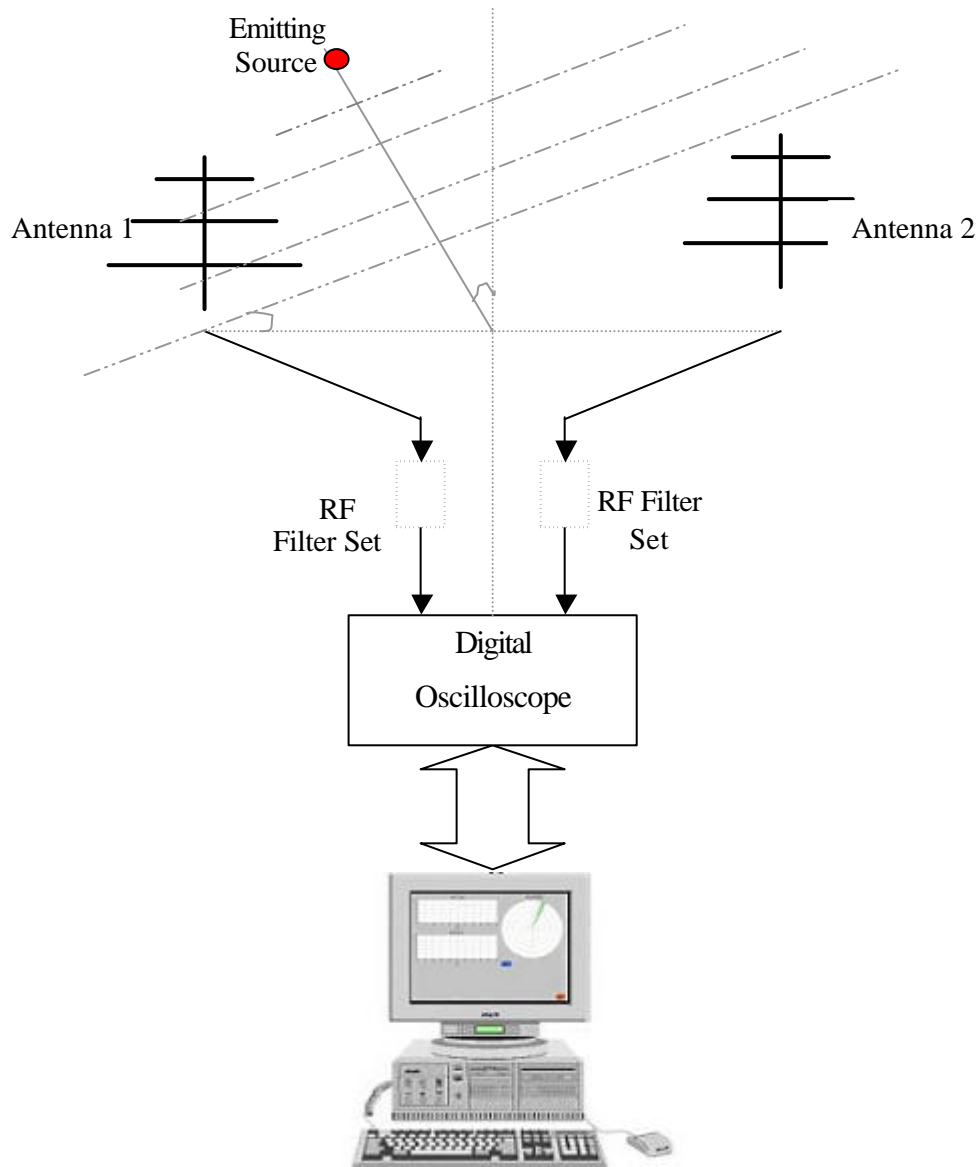 Emitting
Source
Antenna 1
Antenna 2
RF
Filter Set
RF Filter
Set
Digital
Oscilloscope